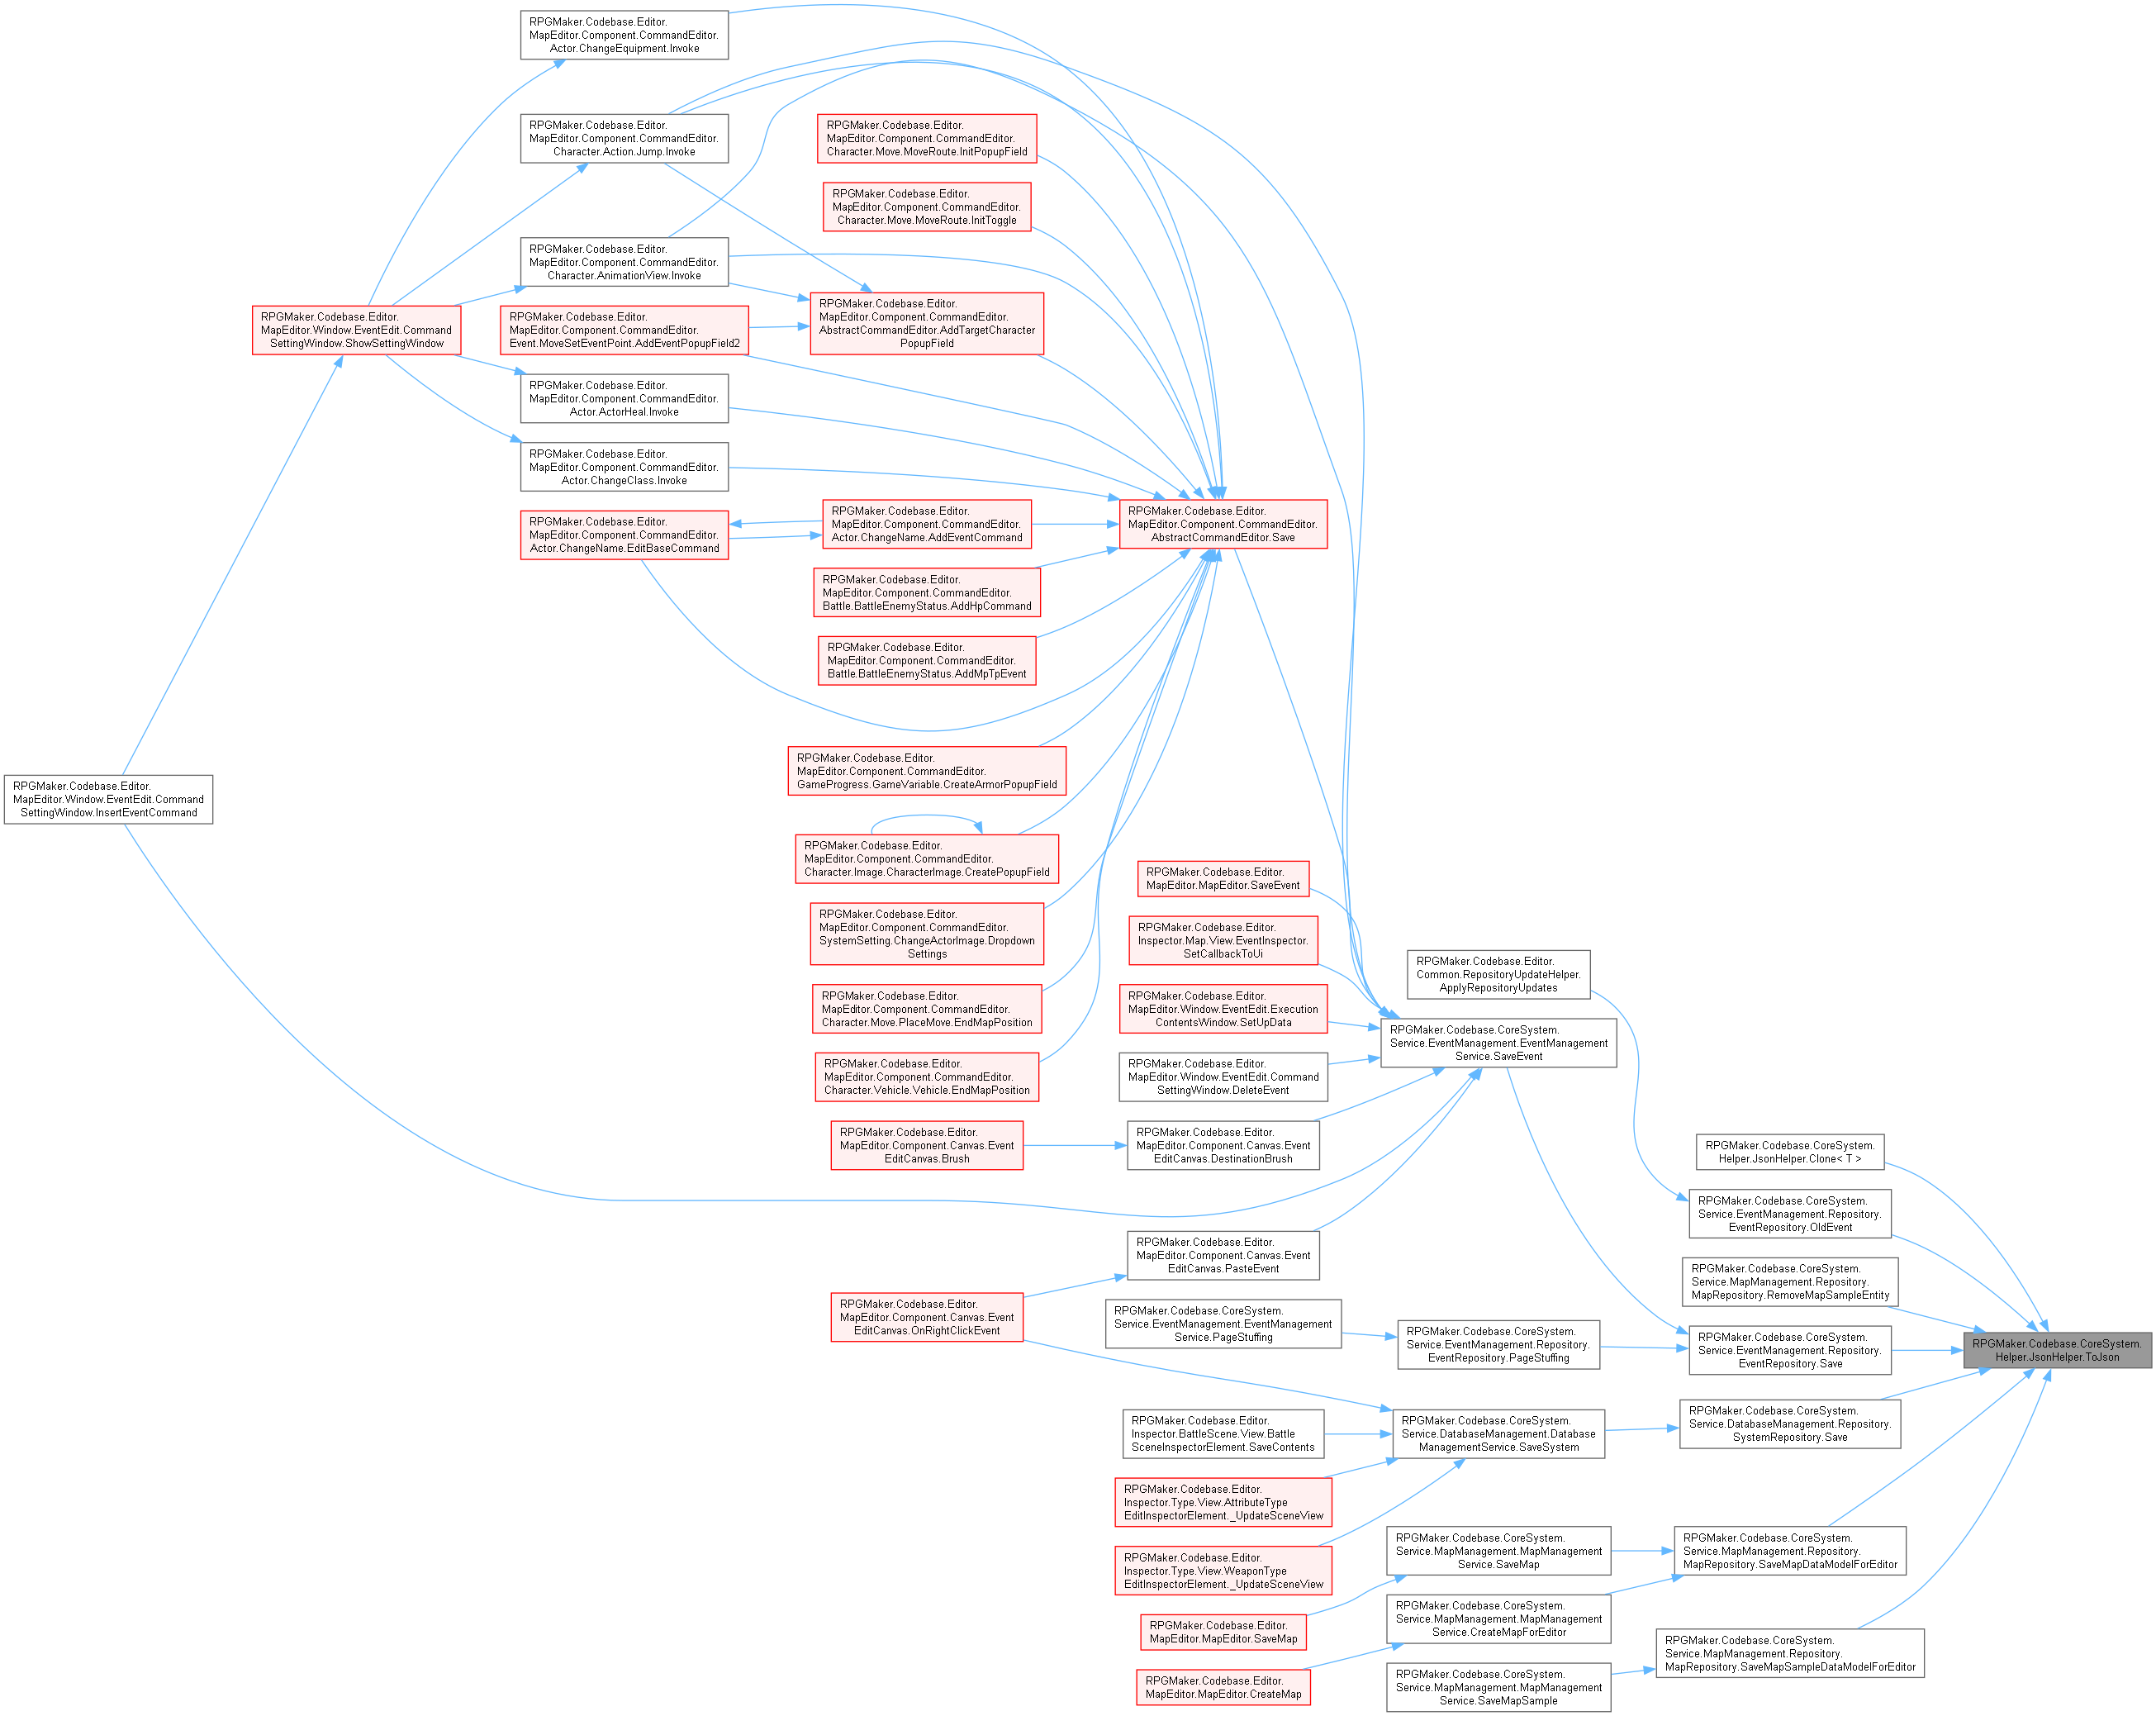 RPGMaker.Codebase.Editor.
MapEditor.Component.CommandEditor.
Actor.ChangeEquipment.Invoke
RPGMaker.Codebase.Editor.
MapEditor.Component.CommandEditor.
Character.Action.Jump.Invoke
RPGMaker.Codebase.Editor.
MapEditor.Component.CommandEditor.
Character.Move.MoveRoute.InitPopupField
RPGMaker.Codebase.Editor.
MapEditor.Component.CommandEditor.
Character.Move.MoveRoute.InitToggle
RPGMaker.Codebase.Editor.
MapEditor.Component.CommandEditor.
Character.AnimationView.Invoke
RPGMaker.Codebase.Editor.
MapEditor.Component.CommandEditor.
AbstractCommandEditor.AddTargetCharacter
PopupField
RPGMaker.Codebase.Editor.
MapEditor.Window.EventEdit.Command
SettingWindow.ShowSettingWindow
RPGMaker.Codebase.Editor.
MapEditor.Component.CommandEditor.
Event.MoveSetEventPoint.AddEventPopupField2
RPGMaker.Codebase.Editor.
MapEditor.Component.CommandEditor.
Actor.ActorHeal.Invoke
RPGMaker.Codebase.Editor.
MapEditor.Component.CommandEditor.
Actor.ChangeClass.Invoke
RPGMaker.Codebase.Editor.
MapEditor.Component.CommandEditor.
Actor.ChangeName.EditBaseCommand
RPGMaker.Codebase.Editor.
MapEditor.Component.CommandEditor.
Actor.ChangeName.AddEventCommand
RPGMaker.Codebase.Editor.
MapEditor.Component.CommandEditor.
AbstractCommandEditor.Save
RPGMaker.Codebase.Editor.
MapEditor.Component.CommandEditor.
Battle.BattleEnemyStatus.AddHpCommand
RPGMaker.Codebase.Editor.
MapEditor.Component.CommandEditor.
Battle.BattleEnemyStatus.AddMpTpEvent
RPGMaker.Codebase.Editor.
MapEditor.Component.CommandEditor.
GameProgress.GameVariable.CreateArmorPopupField
RPGMaker.Codebase.Editor.
MapEditor.Window.EventEdit.Command
SettingWindow.InsertEventCommand
RPGMaker.Codebase.Editor.
MapEditor.Component.CommandEditor.
Character.Image.CharacterImage.CreatePopupField
RPGMaker.Codebase.Editor.
MapEditor.MapEditor.SaveEvent
RPGMaker.Codebase.Editor.
MapEditor.Component.CommandEditor.
SystemSetting.ChangeActorImage.Dropdown
Settings
RPGMaker.Codebase.Editor.
Inspector.Map.View.EventInspector.
SetCallbackToUi
RPGMaker.Codebase.Editor.
Common.RepositoryUpdateHelper.
ApplyRepositoryUpdates
RPGMaker.Codebase.Editor.
MapEditor.Component.CommandEditor.
Character.Move.PlaceMove.EndMapPosition
RPGMaker.Codebase.Editor.
MapEditor.Window.EventEdit.Execution
ContentsWindow.SetUpData
RPGMaker.Codebase.CoreSystem.
Service.EventManagement.EventManagement
Service.SaveEvent
RPGMaker.Codebase.Editor.
MapEditor.Component.CommandEditor.
Character.Vehicle.Vehicle.EndMapPosition
RPGMaker.Codebase.Editor.
MapEditor.Window.EventEdit.Command
SettingWindow.DeleteEvent
RPGMaker.Codebase.Editor.
MapEditor.Component.Canvas.Event
EditCanvas.Brush
RPGMaker.Codebase.Editor.
MapEditor.Component.Canvas.Event
EditCanvas.DestinationBrush
RPGMaker.Codebase.CoreSystem.
Helper.JsonHelper.Clone< T >
RPGMaker.Codebase.CoreSystem.
Service.EventManagement.Repository.
EventRepository.OldEvent
RPGMaker.Codebase.Editor.
MapEditor.Component.Canvas.Event
EditCanvas.PasteEvent
RPGMaker.Codebase.CoreSystem.
Service.MapManagement.Repository.
MapRepository.RemoveMapSampleEntity
RPGMaker.Codebase.Editor.
MapEditor.Component.Canvas.Event
EditCanvas.OnRightClickEvent
RPGMaker.Codebase.CoreSystem.
Service.EventManagement.EventManagement
Service.PageStuffing
RPGMaker.Codebase.CoreSystem.
Service.EventManagement.Repository.
EventRepository.PageStuffing
RPGMaker.Codebase.CoreSystem.
Service.EventManagement.Repository.
EventRepository.Save
RPGMaker.Codebase.CoreSystem.
Helper.JsonHelper.ToJson
RPGMaker.Codebase.Editor.
Inspector.BattleScene.View.Battle
SceneInspectorElement.SaveContents
RPGMaker.Codebase.CoreSystem.
Service.DatabaseManagement.Database
ManagementService.SaveSystem
RPGMaker.Codebase.CoreSystem.
Service.DatabaseManagement.Repository.
SystemRepository.Save
RPGMaker.Codebase.Editor.
Inspector.Type.View.AttributeType
EditInspectorElement._UpdateSceneView
RPGMaker.Codebase.Editor.
Inspector.Type.View.WeaponType
EditInspectorElement._UpdateSceneView
RPGMaker.Codebase.CoreSystem.
Service.MapManagement.MapManagement
Service.SaveMap
RPGMaker.Codebase.CoreSystem.
Service.MapManagement.Repository.
MapRepository.SaveMapDataModelForEditor
RPGMaker.Codebase.Editor.
MapEditor.MapEditor.SaveMap
RPGMaker.Codebase.CoreSystem.
Service.MapManagement.MapManagement
Service.CreateMapForEditor
RPGMaker.Codebase.CoreSystem.
Service.MapManagement.Repository.
MapRepository.SaveMapSampleDataModelForEditor
RPGMaker.Codebase.Editor.
MapEditor.MapEditor.CreateMap
RPGMaker.Codebase.CoreSystem.
Service.MapManagement.MapManagement
Service.SaveMapSample